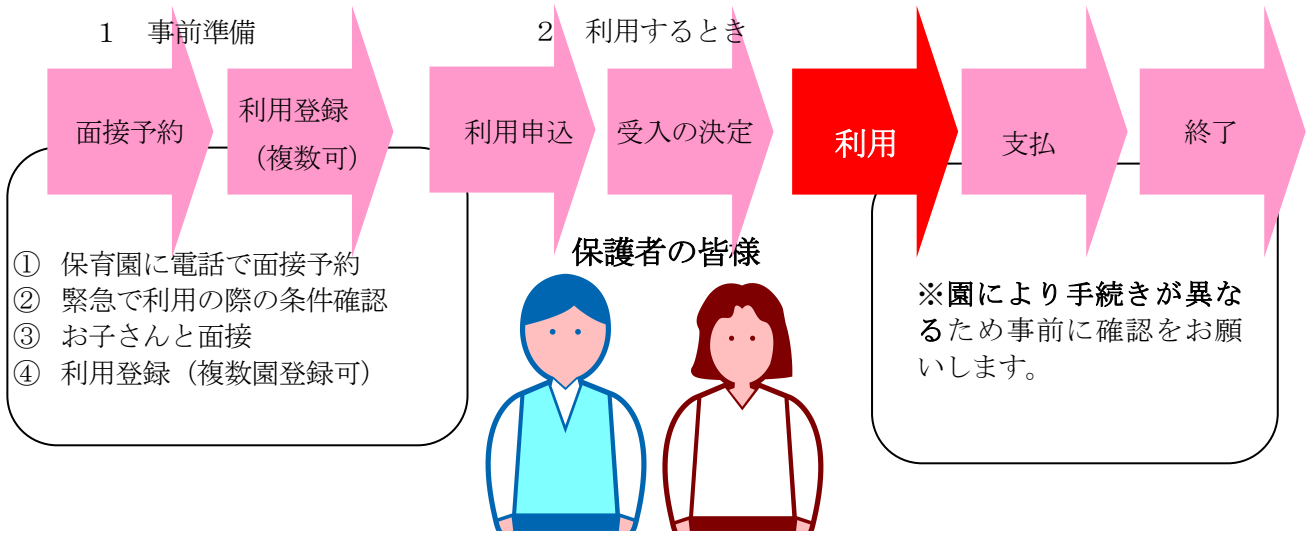 １　事前準備
２　利用するとき
面接予約
利用登録
（複数可）
利用申込
受入の決定
利用
支払
終了
① 保育園に電話で面接予約
② 緊急で利用の際の条件確認
③ お子さんと面接
④ 利用登録（複数園登録可）
保護者の皆様
※園により手続きが異な
るため事前に確認をお願
いします。